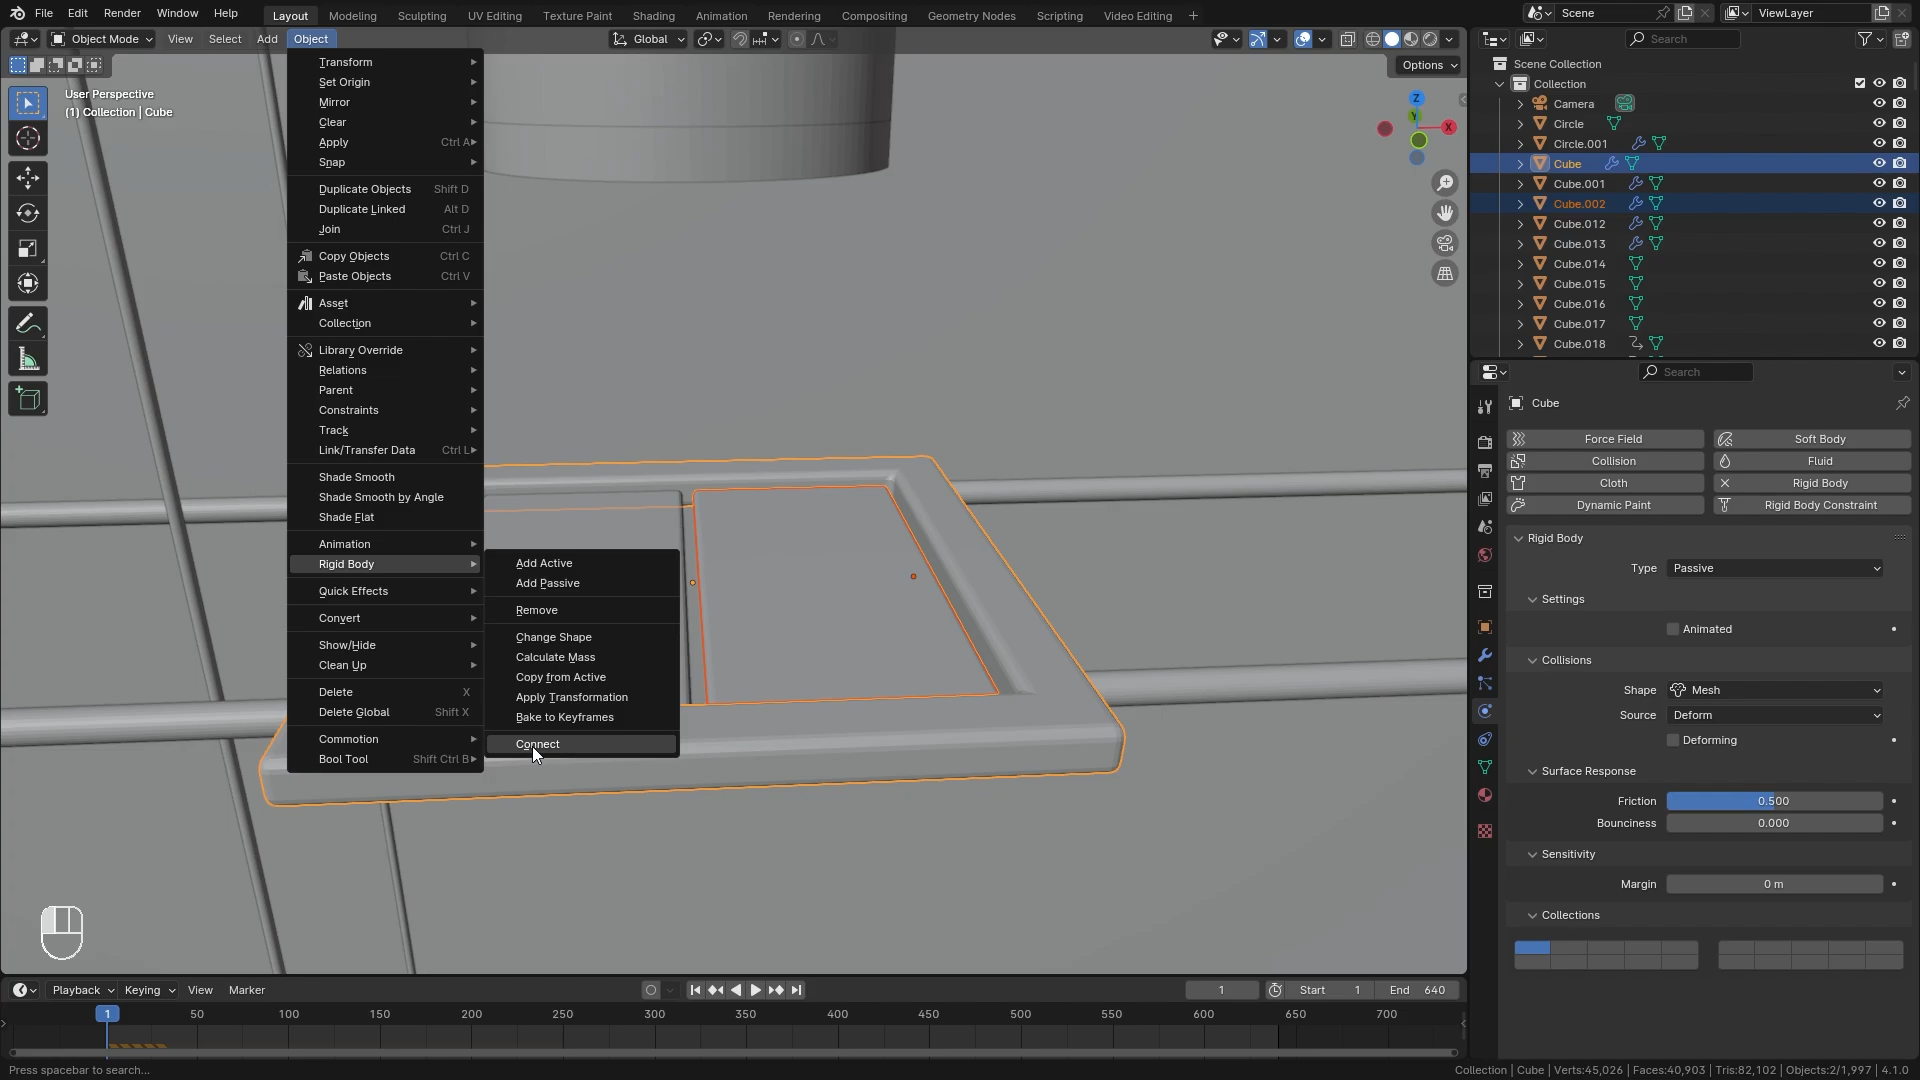 File Edit Render Window Help Layout Modeling Sculpting UV Editing Texture Paint Shading Animation Rendering Compositing Geometry Nodes Scripting Video Editing + Scene ViewLayer
Object Mode View Select Add Object Global Search
Options
User Perspective
(1) Collection | Cube
Transform
Set Origin
Mirror
Clear
Apply Ctrl A
Snap
Duplicate Objects Shift D
Duplicate Linked Alt D
Join Ctrl J
Copy Objects Ctrl C
Paste Objects Ctrl V
Asset
Collection
Library Override
Relations
Parent
Constraints
Track
Link/Transfer Data Ctrl L
Shade Smooth
Shade Smooth by Angle
Shade Flat
Animation
Rigid Body
Quick Effects
Convert
Show/Hide
Clean Up
Delete X
Delete Global Shift X
Commotion
Bool Tool Shift Ctrl B
Add Active
Add Passive
Remove
Change Shape
Calculate Mass
Copy from Active
Apply Transformation
Bake to Keyframes
Connect
Z
Y
X
Scene Collection
Collection
Camera
Circle
Circle.001
Cube
Cube.001
Cube.002
Cube.012
Cube.013
Cube.014
Cube.015
Cube.016
Cube.017
Cube.018
Search
Cube
Force Field Soft Body
Collision Fluid
Cloth Rigid Body
Dynamic Paint Rigid Body Constraint
Rigid Body
Type Passive
Settings
Animated
Collisions
Shape Mesh
Source Deform
Deforming
Surface Response
Friction 0.500
Bounciness 0.000
Sensitivity
Margin 0 m
Collections
Playback Keying View Marker 1 Start 1 End 640
1 50 100 150 200 250 300 350 400 450 500 550 600 650 700
Press spacebar to search...
Collection | Cube | Verts:45,026 | Faces:40,903 | Tris:82,102 | Objects:2/1,997 | 4.1.0